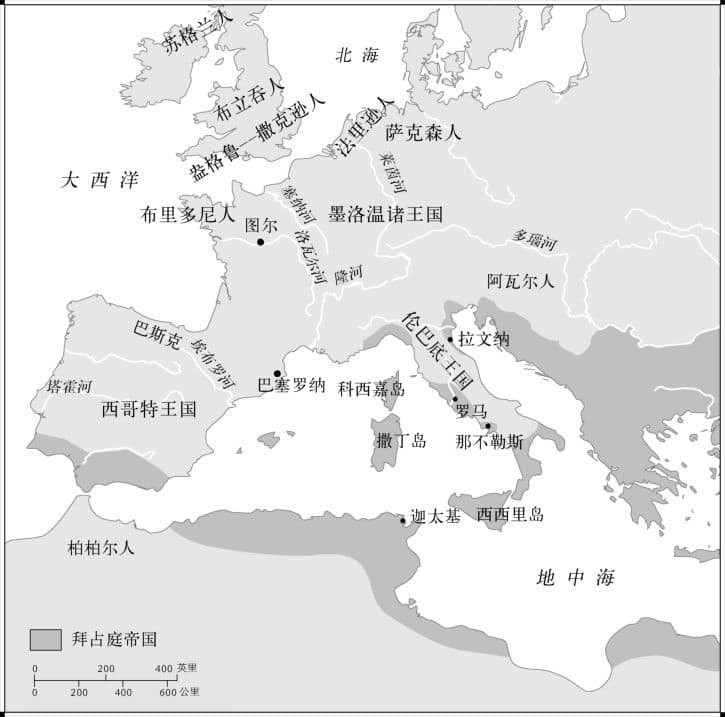 苏格兰人
北海
布立吞人
盎格鲁—撒克逊人
法里逊人
萨克森人
莱茵河
大西洋
塞纳河
布里多尼人
墨洛温诸王国
图尔
洛瓦尔河
多瑙河
隆河
阿瓦尔人
伦巴底王国
巴斯克
埃布罗河
拉文纳
塔霍河
巴塞罗纳
科西嘉岛
西哥特王国
罗马
撒丁岛
那不勒斯
迦太基
西西里岛
柏柏尔人
地中海
拜占庭帝国
0 200 400 英里
0 200 400 600 公里